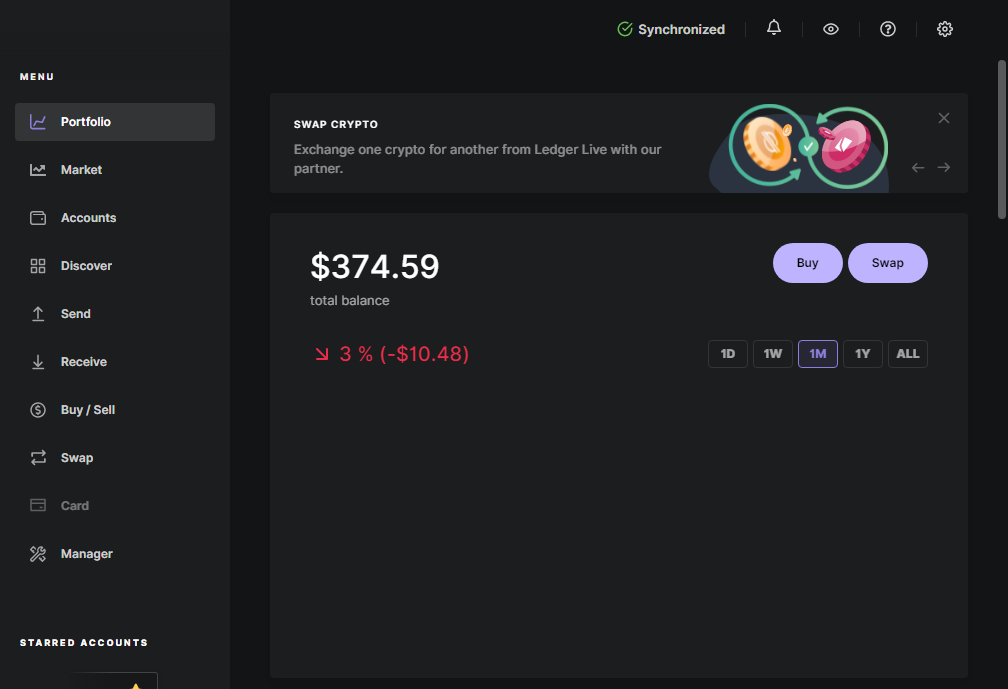 Synchronized
MENU
Portfolio
Market
Accounts
Discover
Send
Receive
Buy / Sell
Swap
Card
Manager
STARRED ACCOUNTS
SWAP CRYPTO
Exchange one crypto for another from Ledger Live with our
partner.
$374.59
total balance
Buy Swap
3 % (-$10.48)
1D 1W 1M 1Y ALL